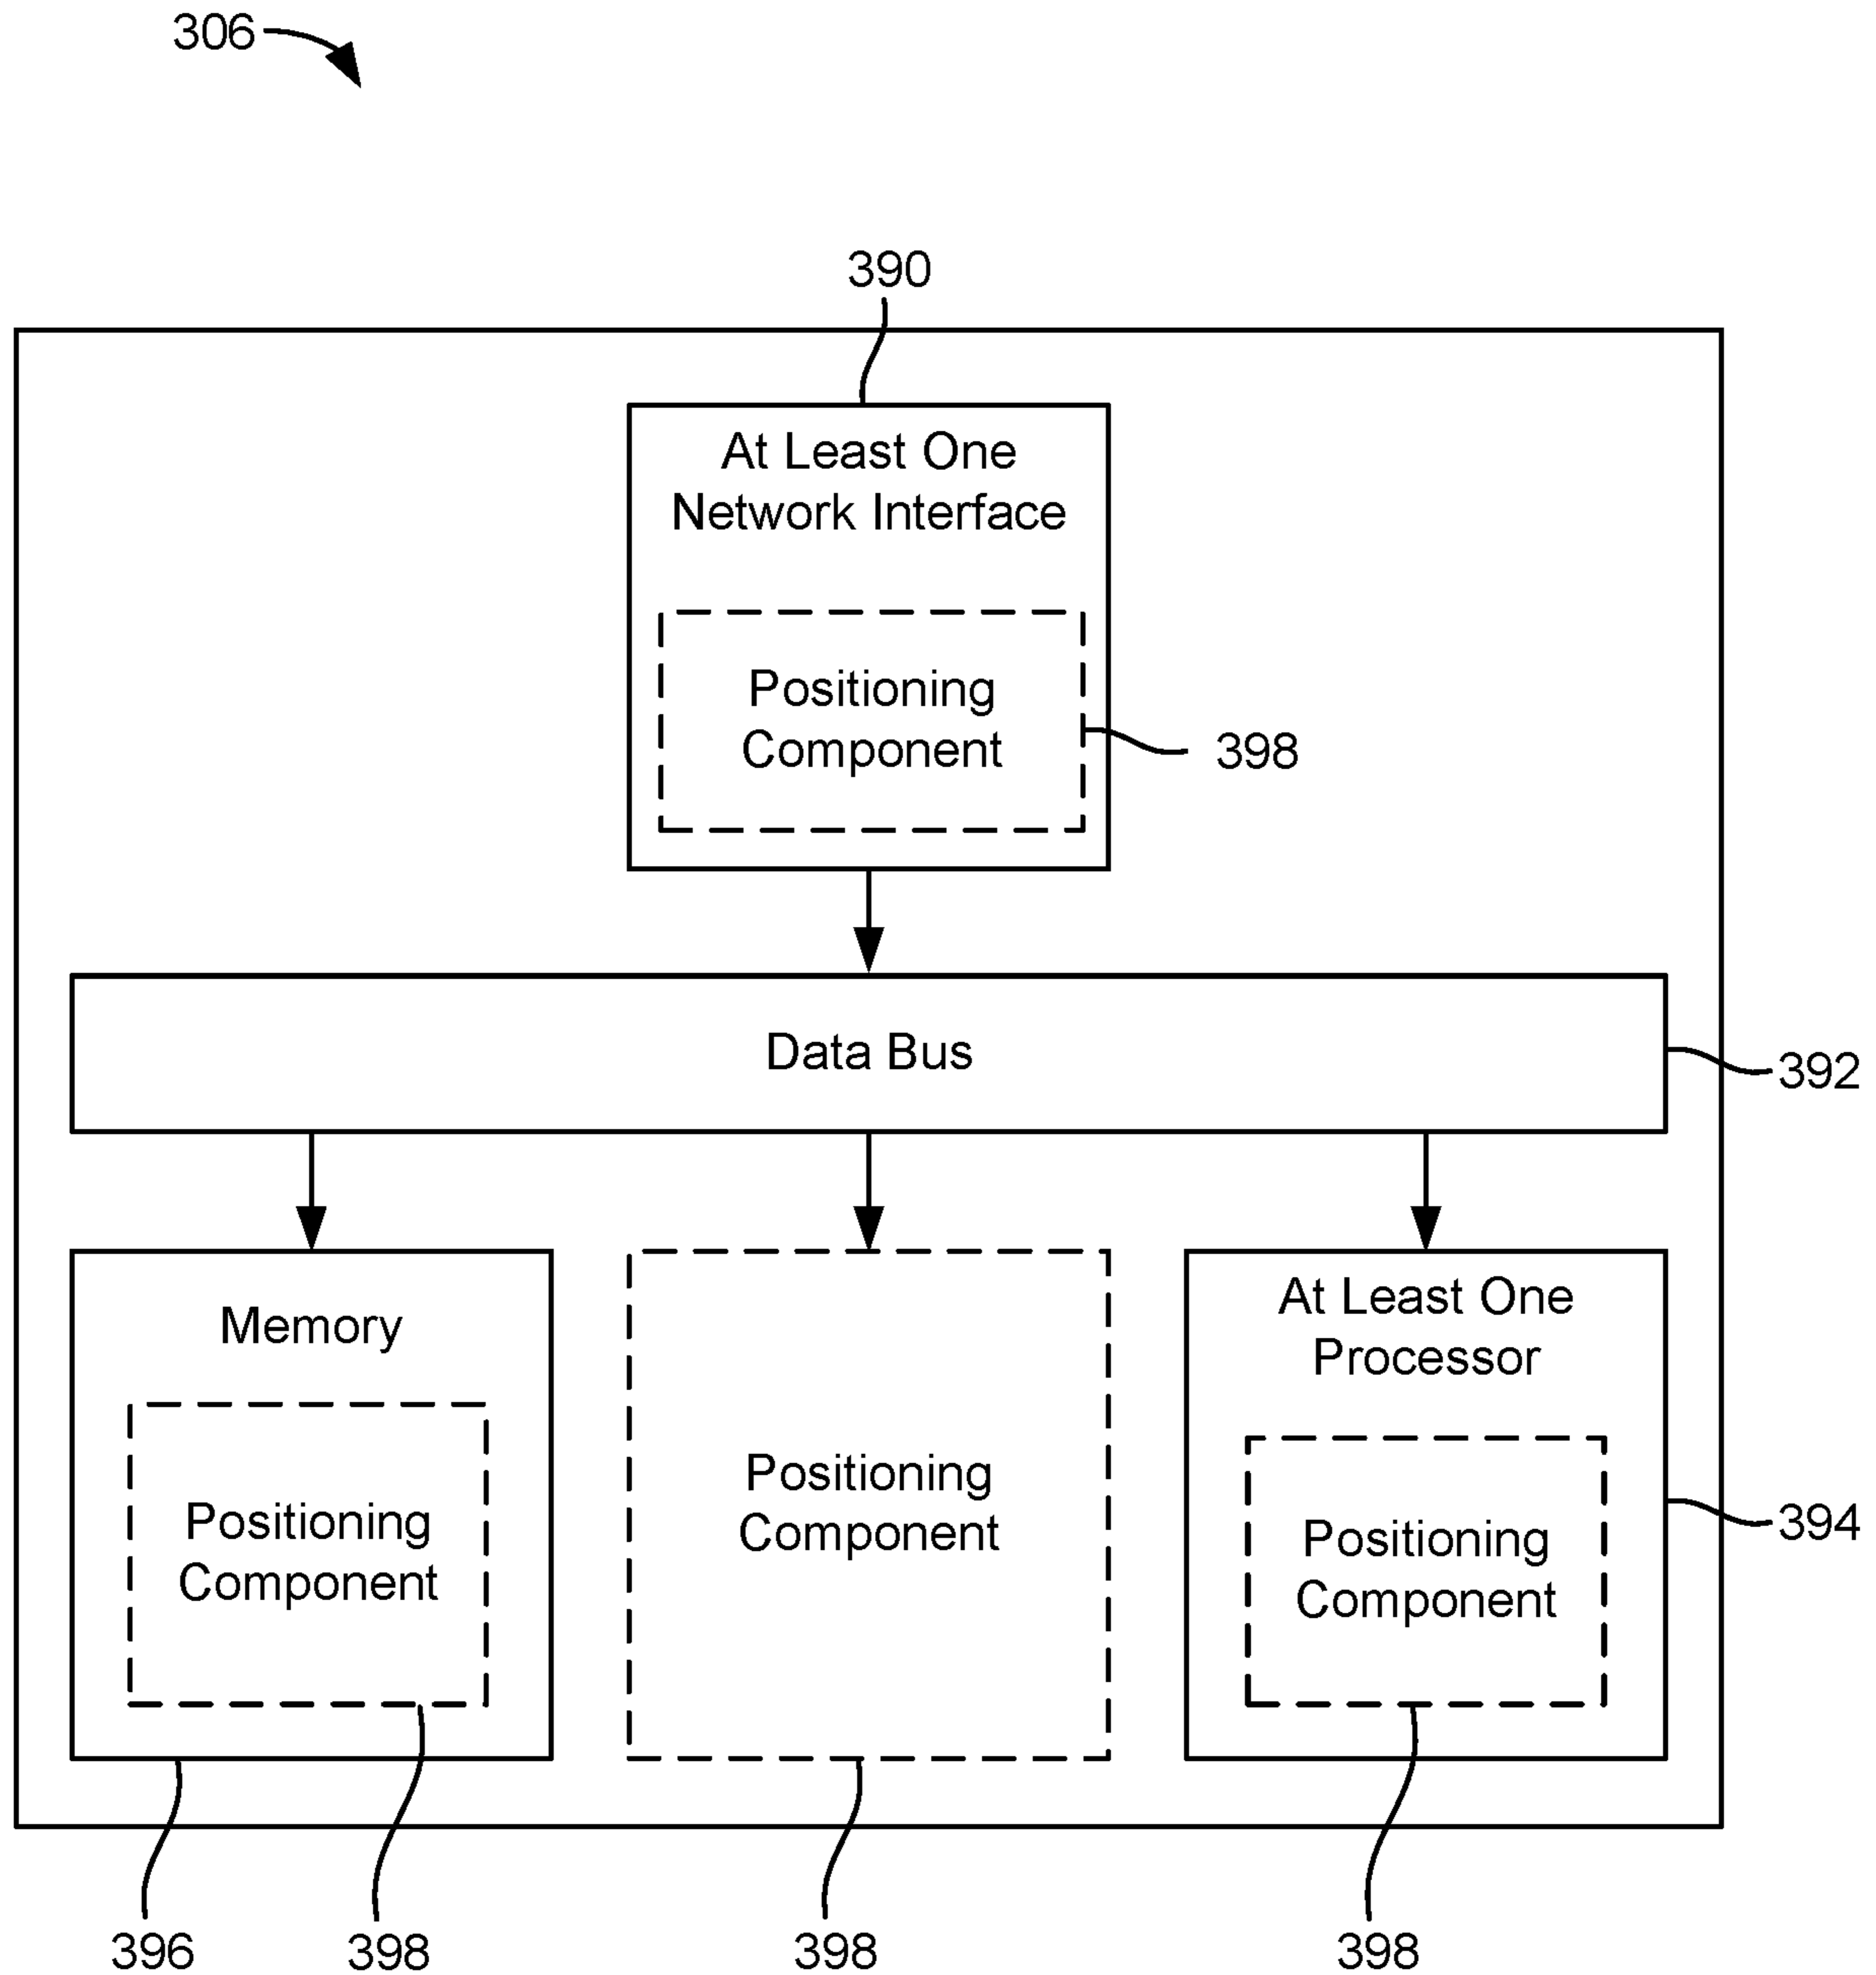 306
390
At Least One
Network Interface
Positioning
Component
398
Data Bus
392
Memory
Positioning
Component
Positioning
Component
At Least One
Processor
Positioning
Component
394
396
398
398
398